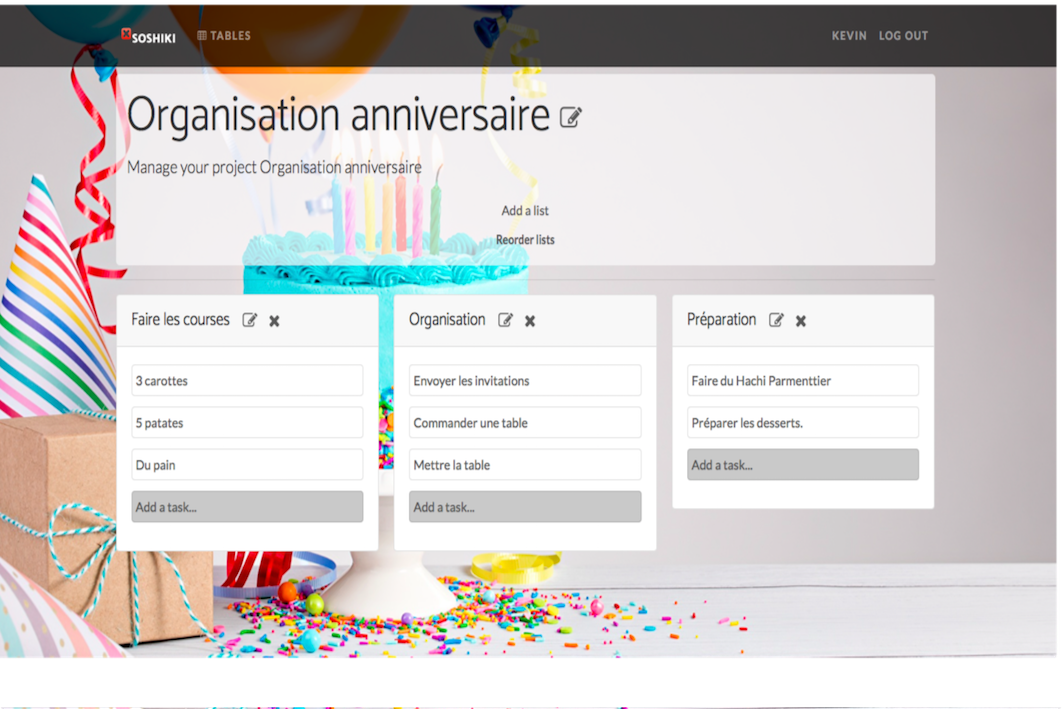 SOSHIKI TABLES KEVIN LOG OUT
Organisation anniversaire
Manage your project Organisation anniversaire
Add a list
Reorder lists
Faire les courses
3 carottes
5 patates
Du pain
Add a task...
Organisation
Envoyer les invitations
Commander une table
Mettre la table
Add a task...
Préparation
Faire du Hachi Parmenttier
Préparer les desserts.
Add a task...